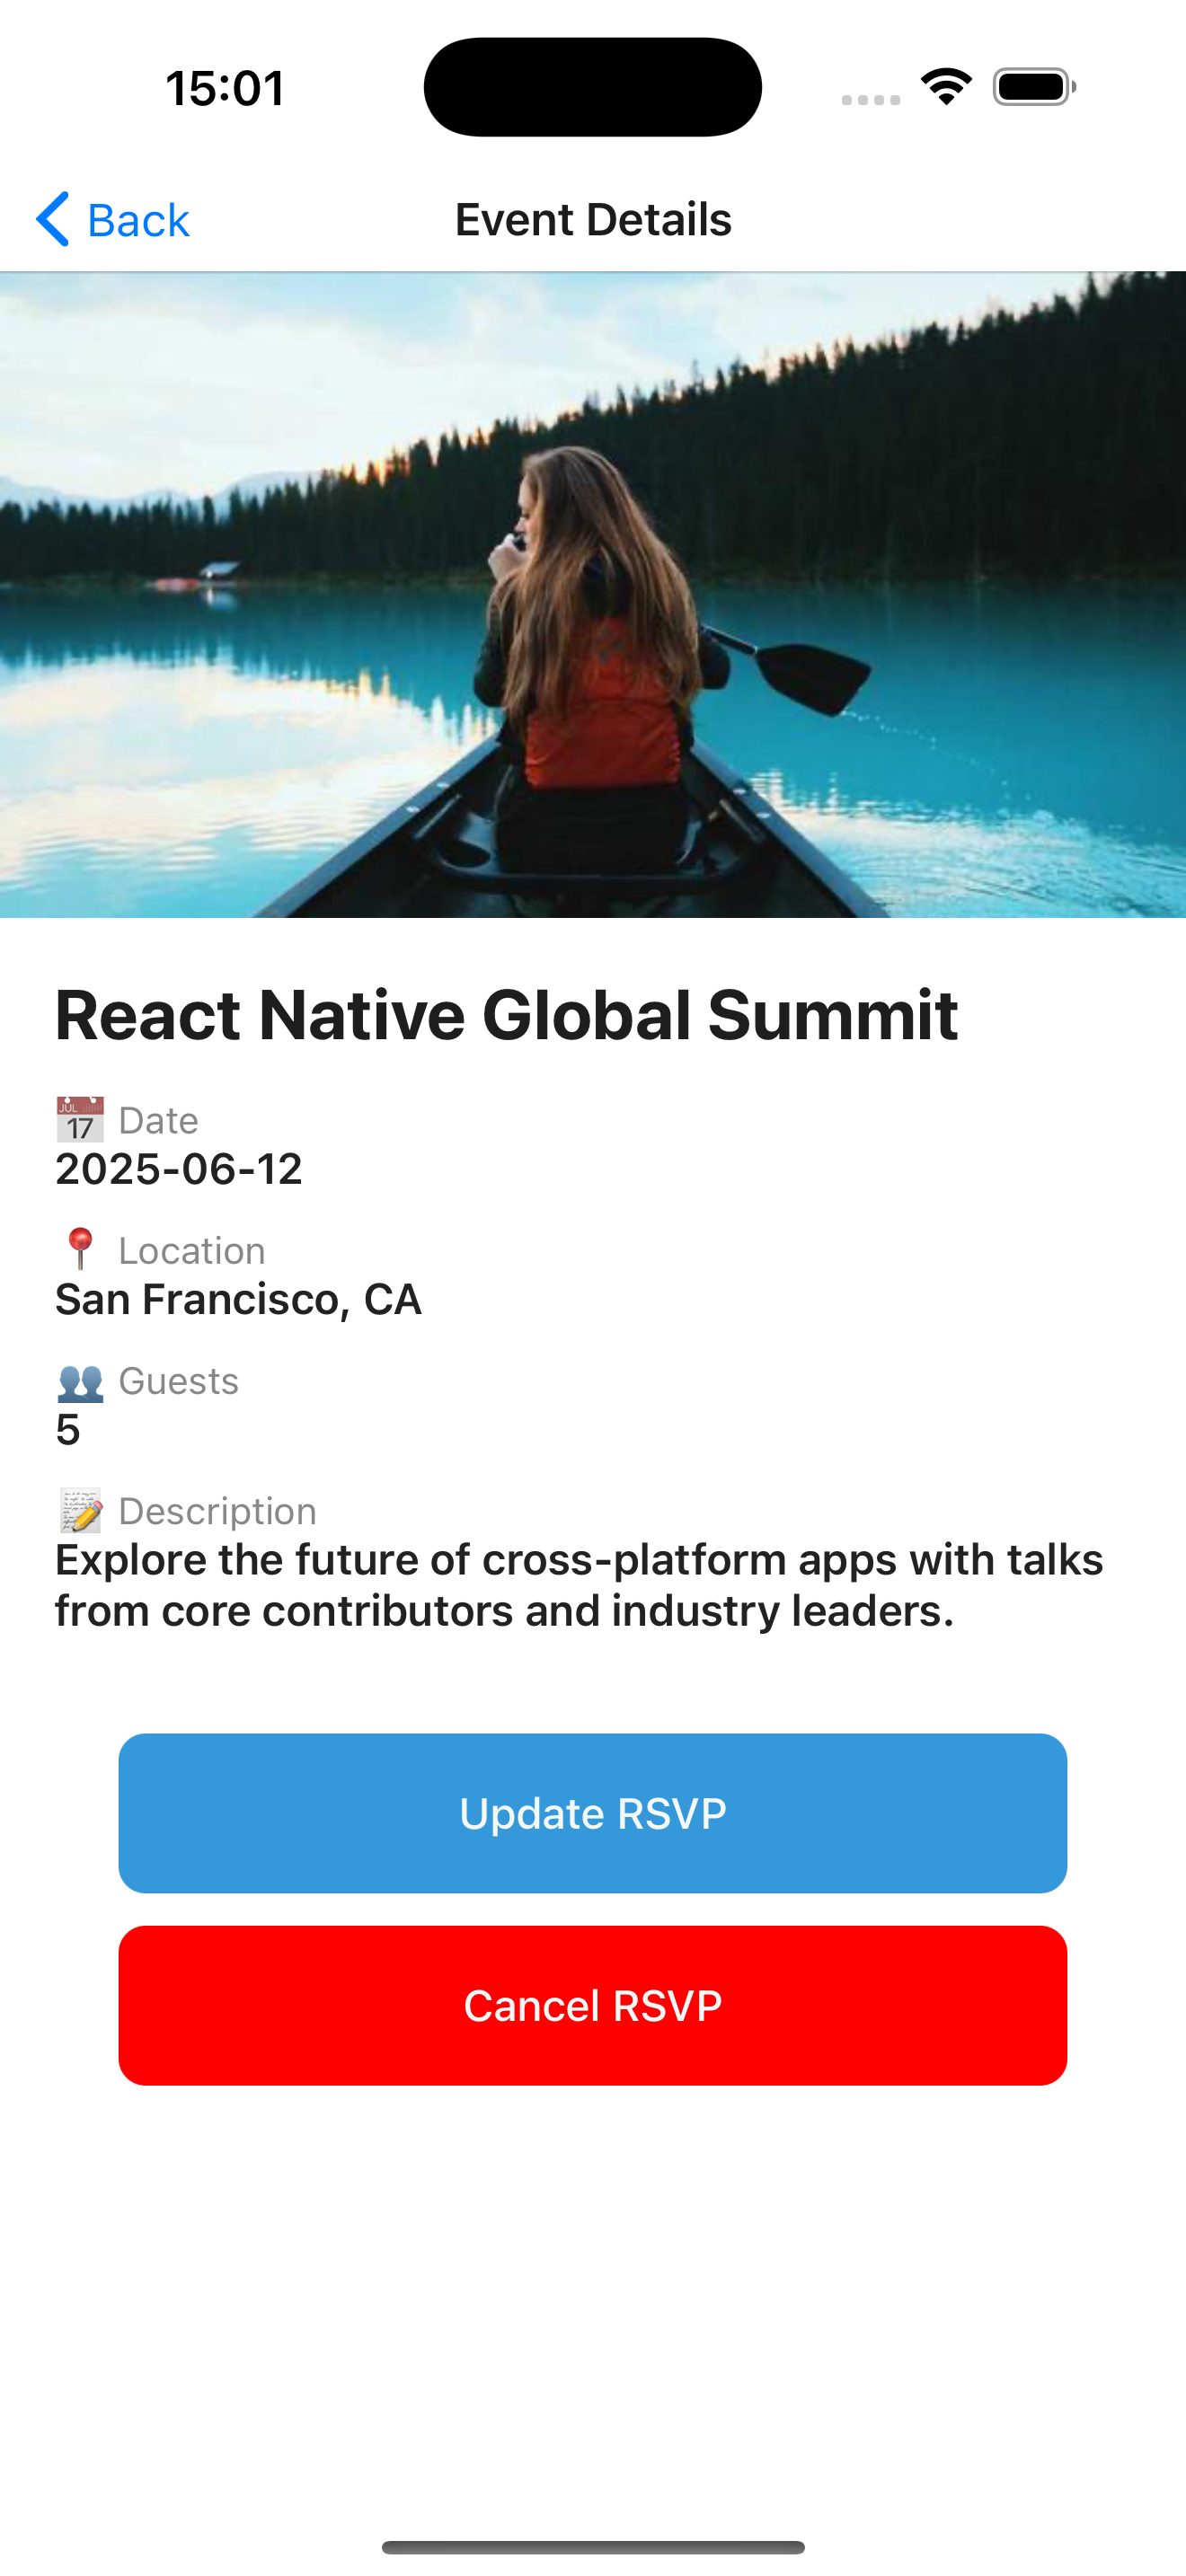 15:01
Back
Event Details
React Native Global Summit
JUL
17
Date
2025-06-12
Location
San Francisco, CA
Guests
5
Description
Explore the future of cross-platform apps with talks
from core contributors and industry leaders.
Update RSVP
Cancel RSVP